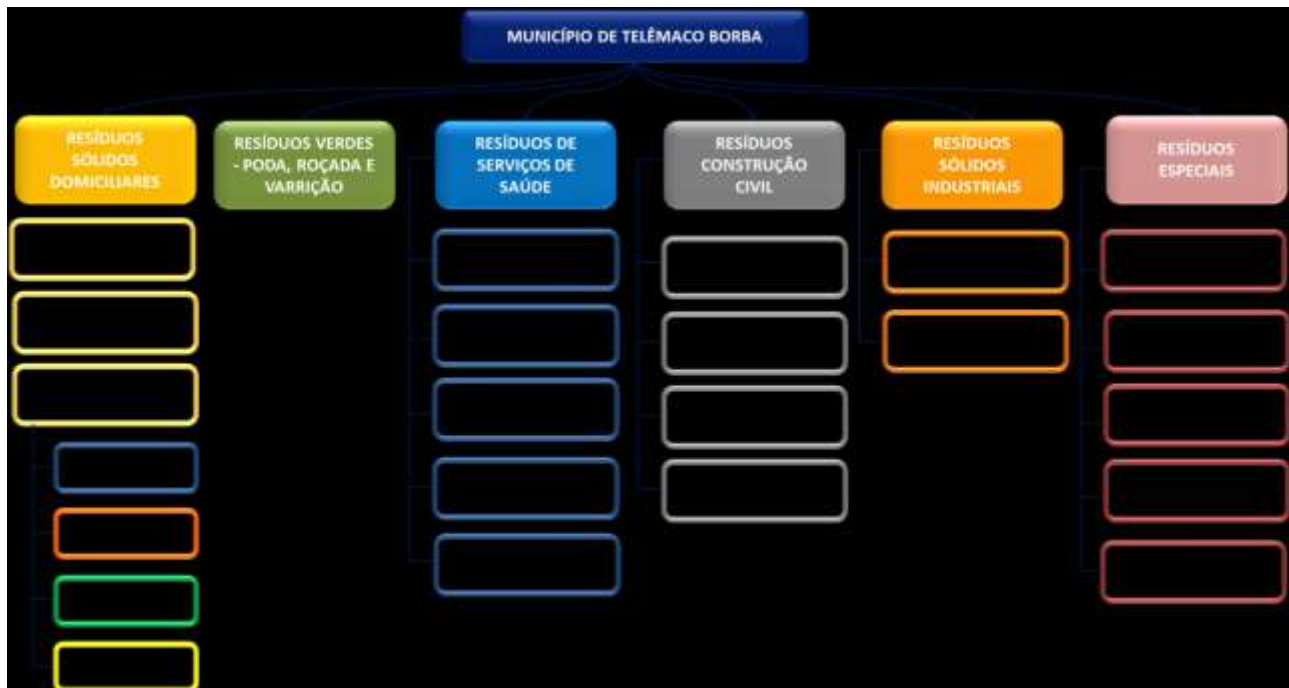 MUNICÍPIO DE TELÊMACO BORBA
RESÍDUOS
SÓLIDOS
DOMICILIARES
RESÍDUOS VERDES
- PODA, ROÇADA E
VARRIÇÃO
RESÍDUOS DE
SERVIÇOS DE
SAÚDE
RESÍDUOS
CONSTRUÇÃO
CIVIL
RESÍDUOS
SÓLIDOS
INDUSTRIAIS
RESÍDUOS
ESPECIAIS